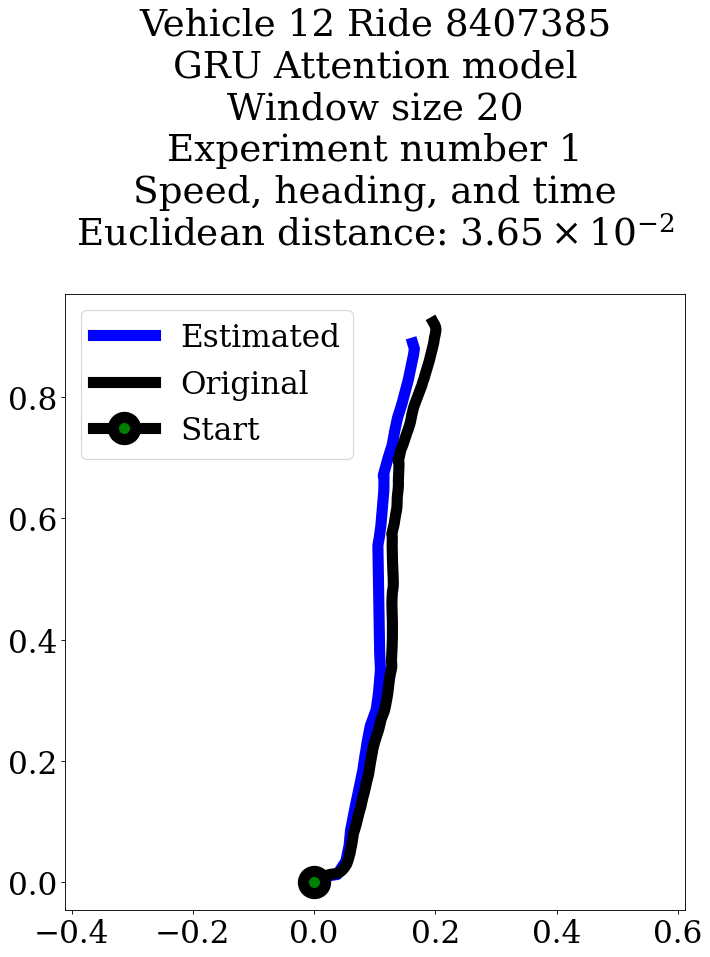 Vehicle 12 Ride 8407385
GRU Attention model
Window size 20
Experiment number 1
Speed, heading, and time
Euclidean distance: 3.65 × 10⁻²
Estimated
Original
Start
0.8
0.6
0.4
0.2
0.0
−0.4 −0.2 0.0 0.2 0.4 0.6